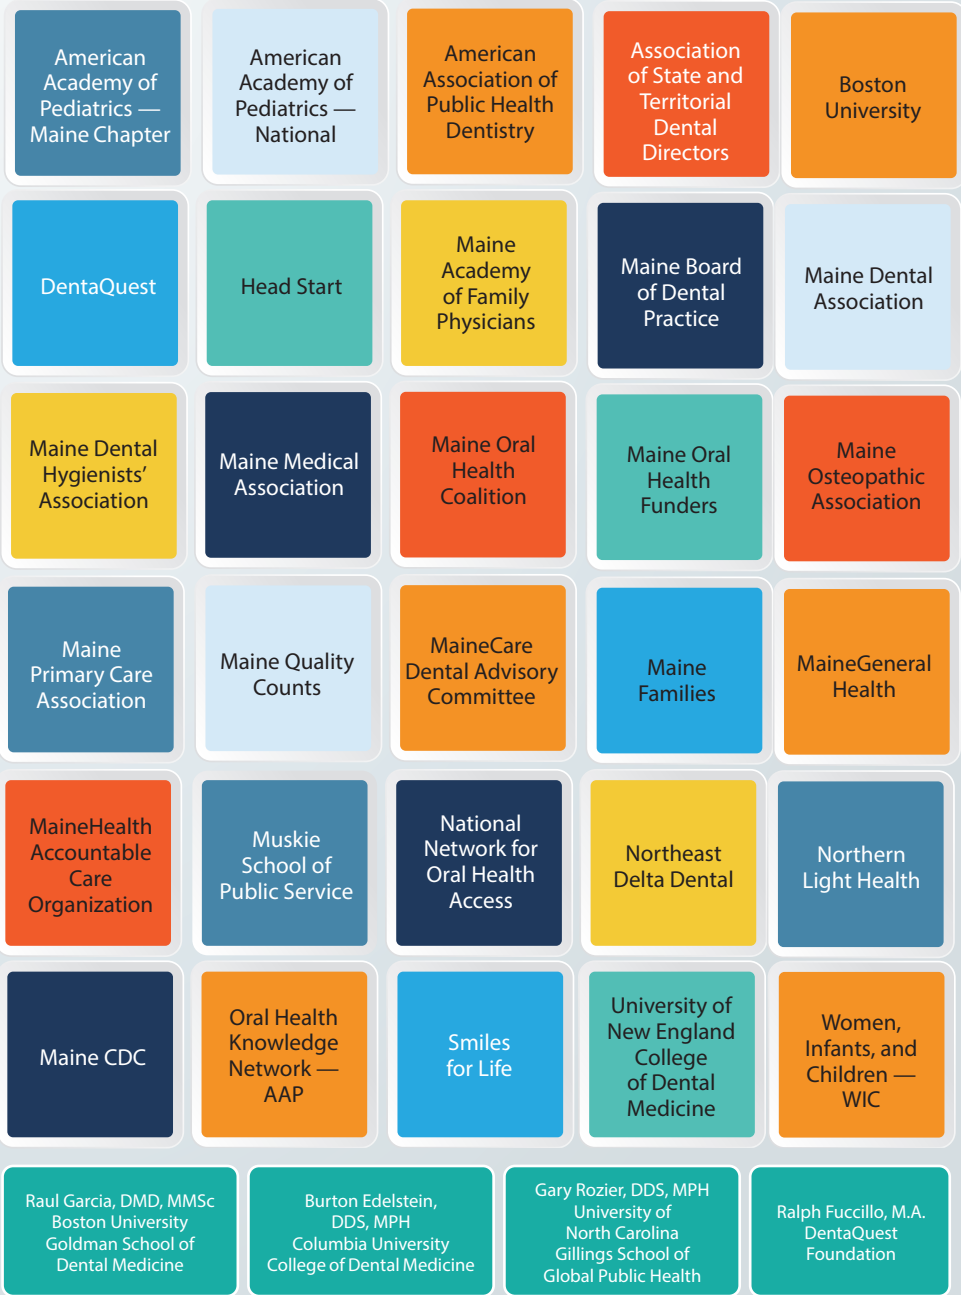 American
Academy of
Pediatrics —
Maine Chapter
American
Academy of
Pediatrics —
National
American
Association of
Public Health
Dentistry
Association
of State and
Territorial
Dental
Directors
Boston
University
DentaQuest
Head Start
Maine
Academy
of Family
Physicians
Maine Board
of Dental
Practice
Maine Dental
Association
Maine Dental
Hygienists’
Association
Maine Medical
Association
Maine Oral
Health
Coalition
Maine Oral
Health
Funders
Maine
Osteopathic
Association
Maine
Primary Care
Association
Maine Quality
Counts
MaineCare
Dental Advisory
Committee
Maine
Families
MaineGeneral
Health
MaineHealth
Accountable
Care
Organization
Muskie
School of
Public Service
National
Network for
Oral Health
Access
Northeast
Delta Dental
Northern
Light Health
Maine CDC
Oral Health
Knowledge
Network —
AAP
Smiles
for Life
University of
New England
College
of Dental
Medicine
Women,
Infants, and
Children —
WIC
Raul Garcia, DMD, MMSc
Boston University
Goldman School of
Dental Medicine
Burton Edelstein,
DDS, MPH
Columbia University
College of Dental Medicine
Gary Rozier, DDS, MPH
University of
North Carolina
Gillings School of
Global Public Health
Ralph Fuccillo, M.A.
DentaQuest
Foundation